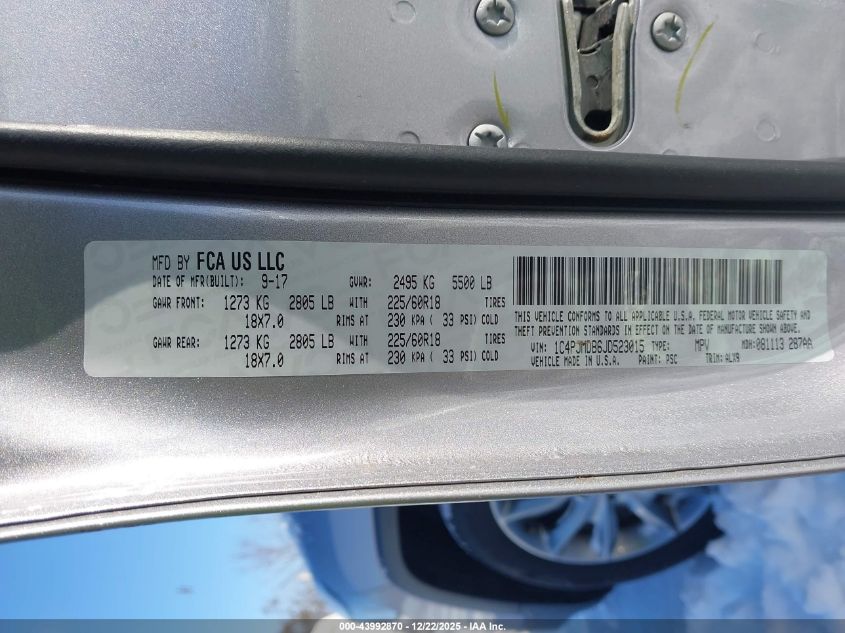 MFD BY FCA US LLC
DATE OF MFR(BUILT): 9-17 GVWR: 2495 KG 5500 LB
GAWR FRONT: 1273 KG 2805 LB WITH 225/60R18 TIRES
18X7.0 RIMS AT 230 KPA ( 33 PSI) COLD
GAWR REAR: 1273 KG 2805 LB WITH 225/60R18 TIRES
18X7.0 RIMS AT 230 KPA ( 33 PSI) COLD
THIS VEHICLE CONFORMS TO ALL APPLICABLE U.S.A. FEDERAL MOTOR VEHICLE SAFETY AND
THEFT PREVENTION STANDARDS IN EFFECT ON THE DATE OF MANUFACTURE SHOWN ABOVE.
VIN: 1C4PJMDB6JD523015 TYPE: MPV MDH: 081113 287AA
VEHICLE MADE IN U.S.A. PAINT: PSC TRIM: ALX9
000-43992870 • 12/22/2025 - IAA Inc.